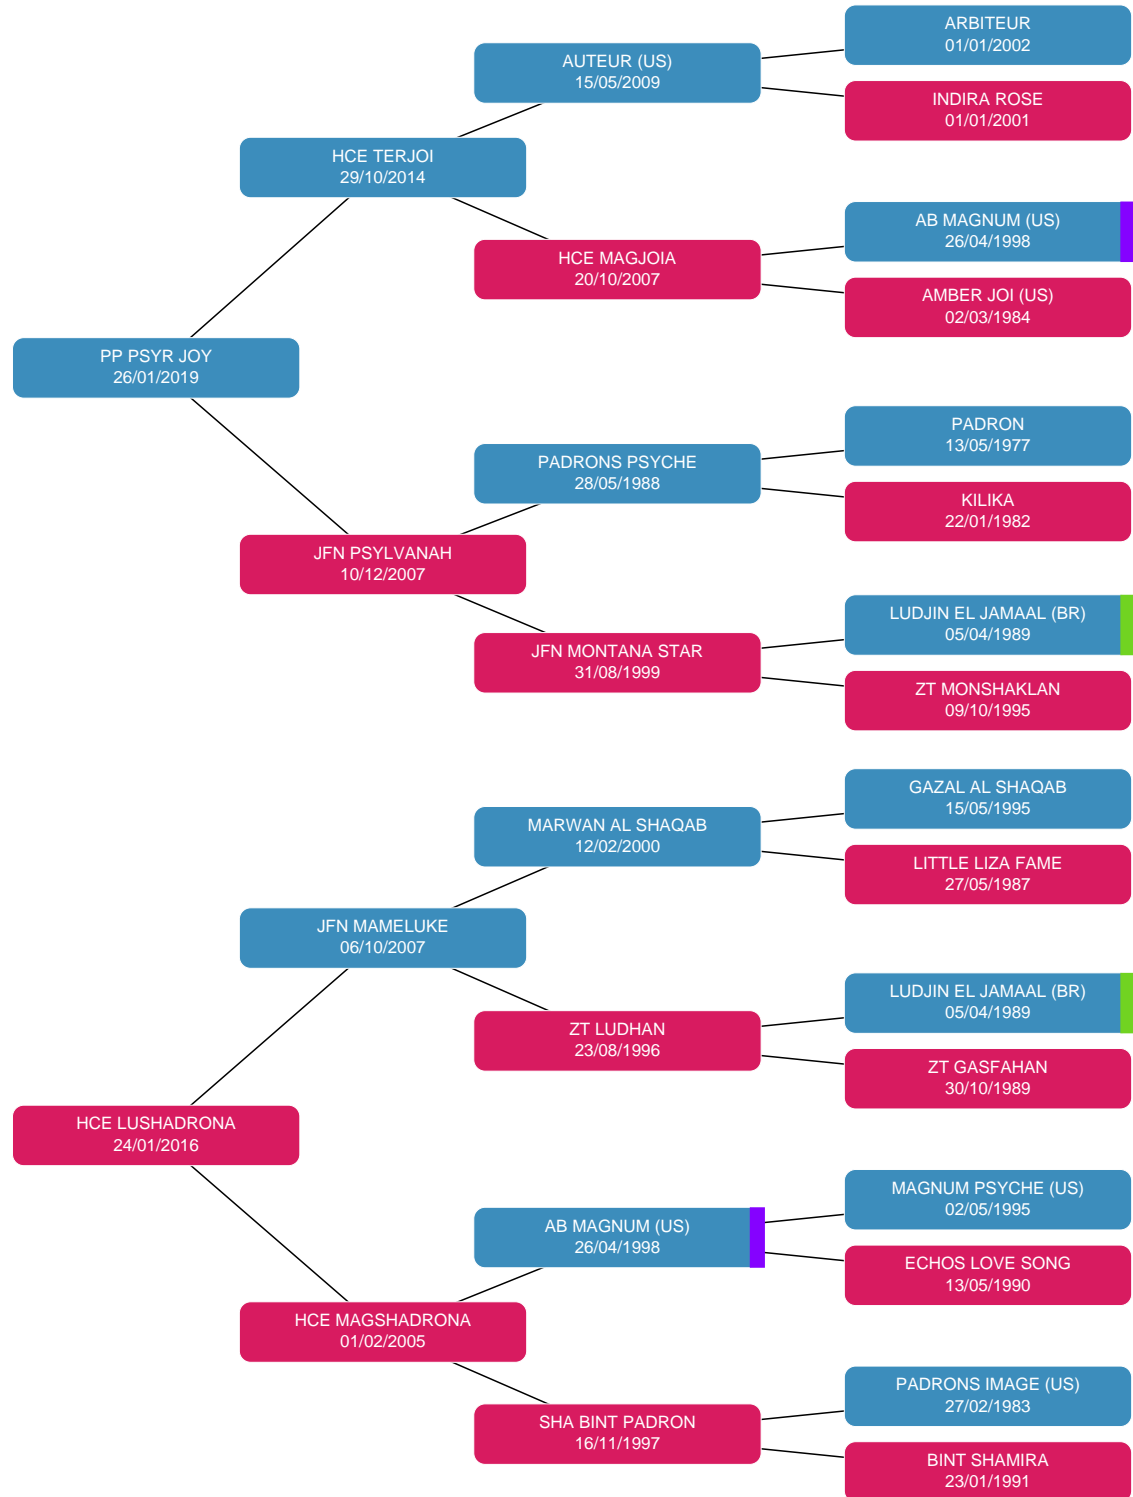 ARBITEUR
01/01/2002
AUTEUR (US)
15/05/2009
INDIRA ROSE
01/01/2001
HCE TERJOI
29/10/2014
AB MAGNUM (US)
26/04/1998
HCE MAGJOIA
20/10/2007
AMBER JOI (US)
02/03/1984
PP PSYR JOY
26/01/2019
PADRON
13/05/1977
PADRONS PSYCHE
28/05/1988
KILIKA
22/01/1982
JFN PSYLVANAH
10/12/2007
LUDJIN EL JAMAAL (BR)
05/04/1989
JFN MONTANA STAR
31/08/1999
ZT MONSHAKLAN
09/10/1995
GAZAL AL SHAQAB
15/05/1995
MARWAN AL SHAQAB
12/02/2000
LITTLE LIZA FAME
27/05/1987
JFN MAMELUKE
06/10/2007
LUDJIN EL JAMAAL (BR)
05/04/1989
ZT LUDHAN
23/08/1996
ZT GASFAHAN
30/10/1989
HCE LUSHADRONA
24/01/2016
MAGNUM PSYCHE (US)
02/05/1995
AB MAGNUM (US)
26/04/1998
ECHOS LOVE SONG
13/05/1990
HCE MAGSHADRONA
01/02/2005
PADRONS IMAGE (US)
27/02/1983
SHA BINT PADRON
16/11/1997
BINT SHAMIRA
23/01/1991